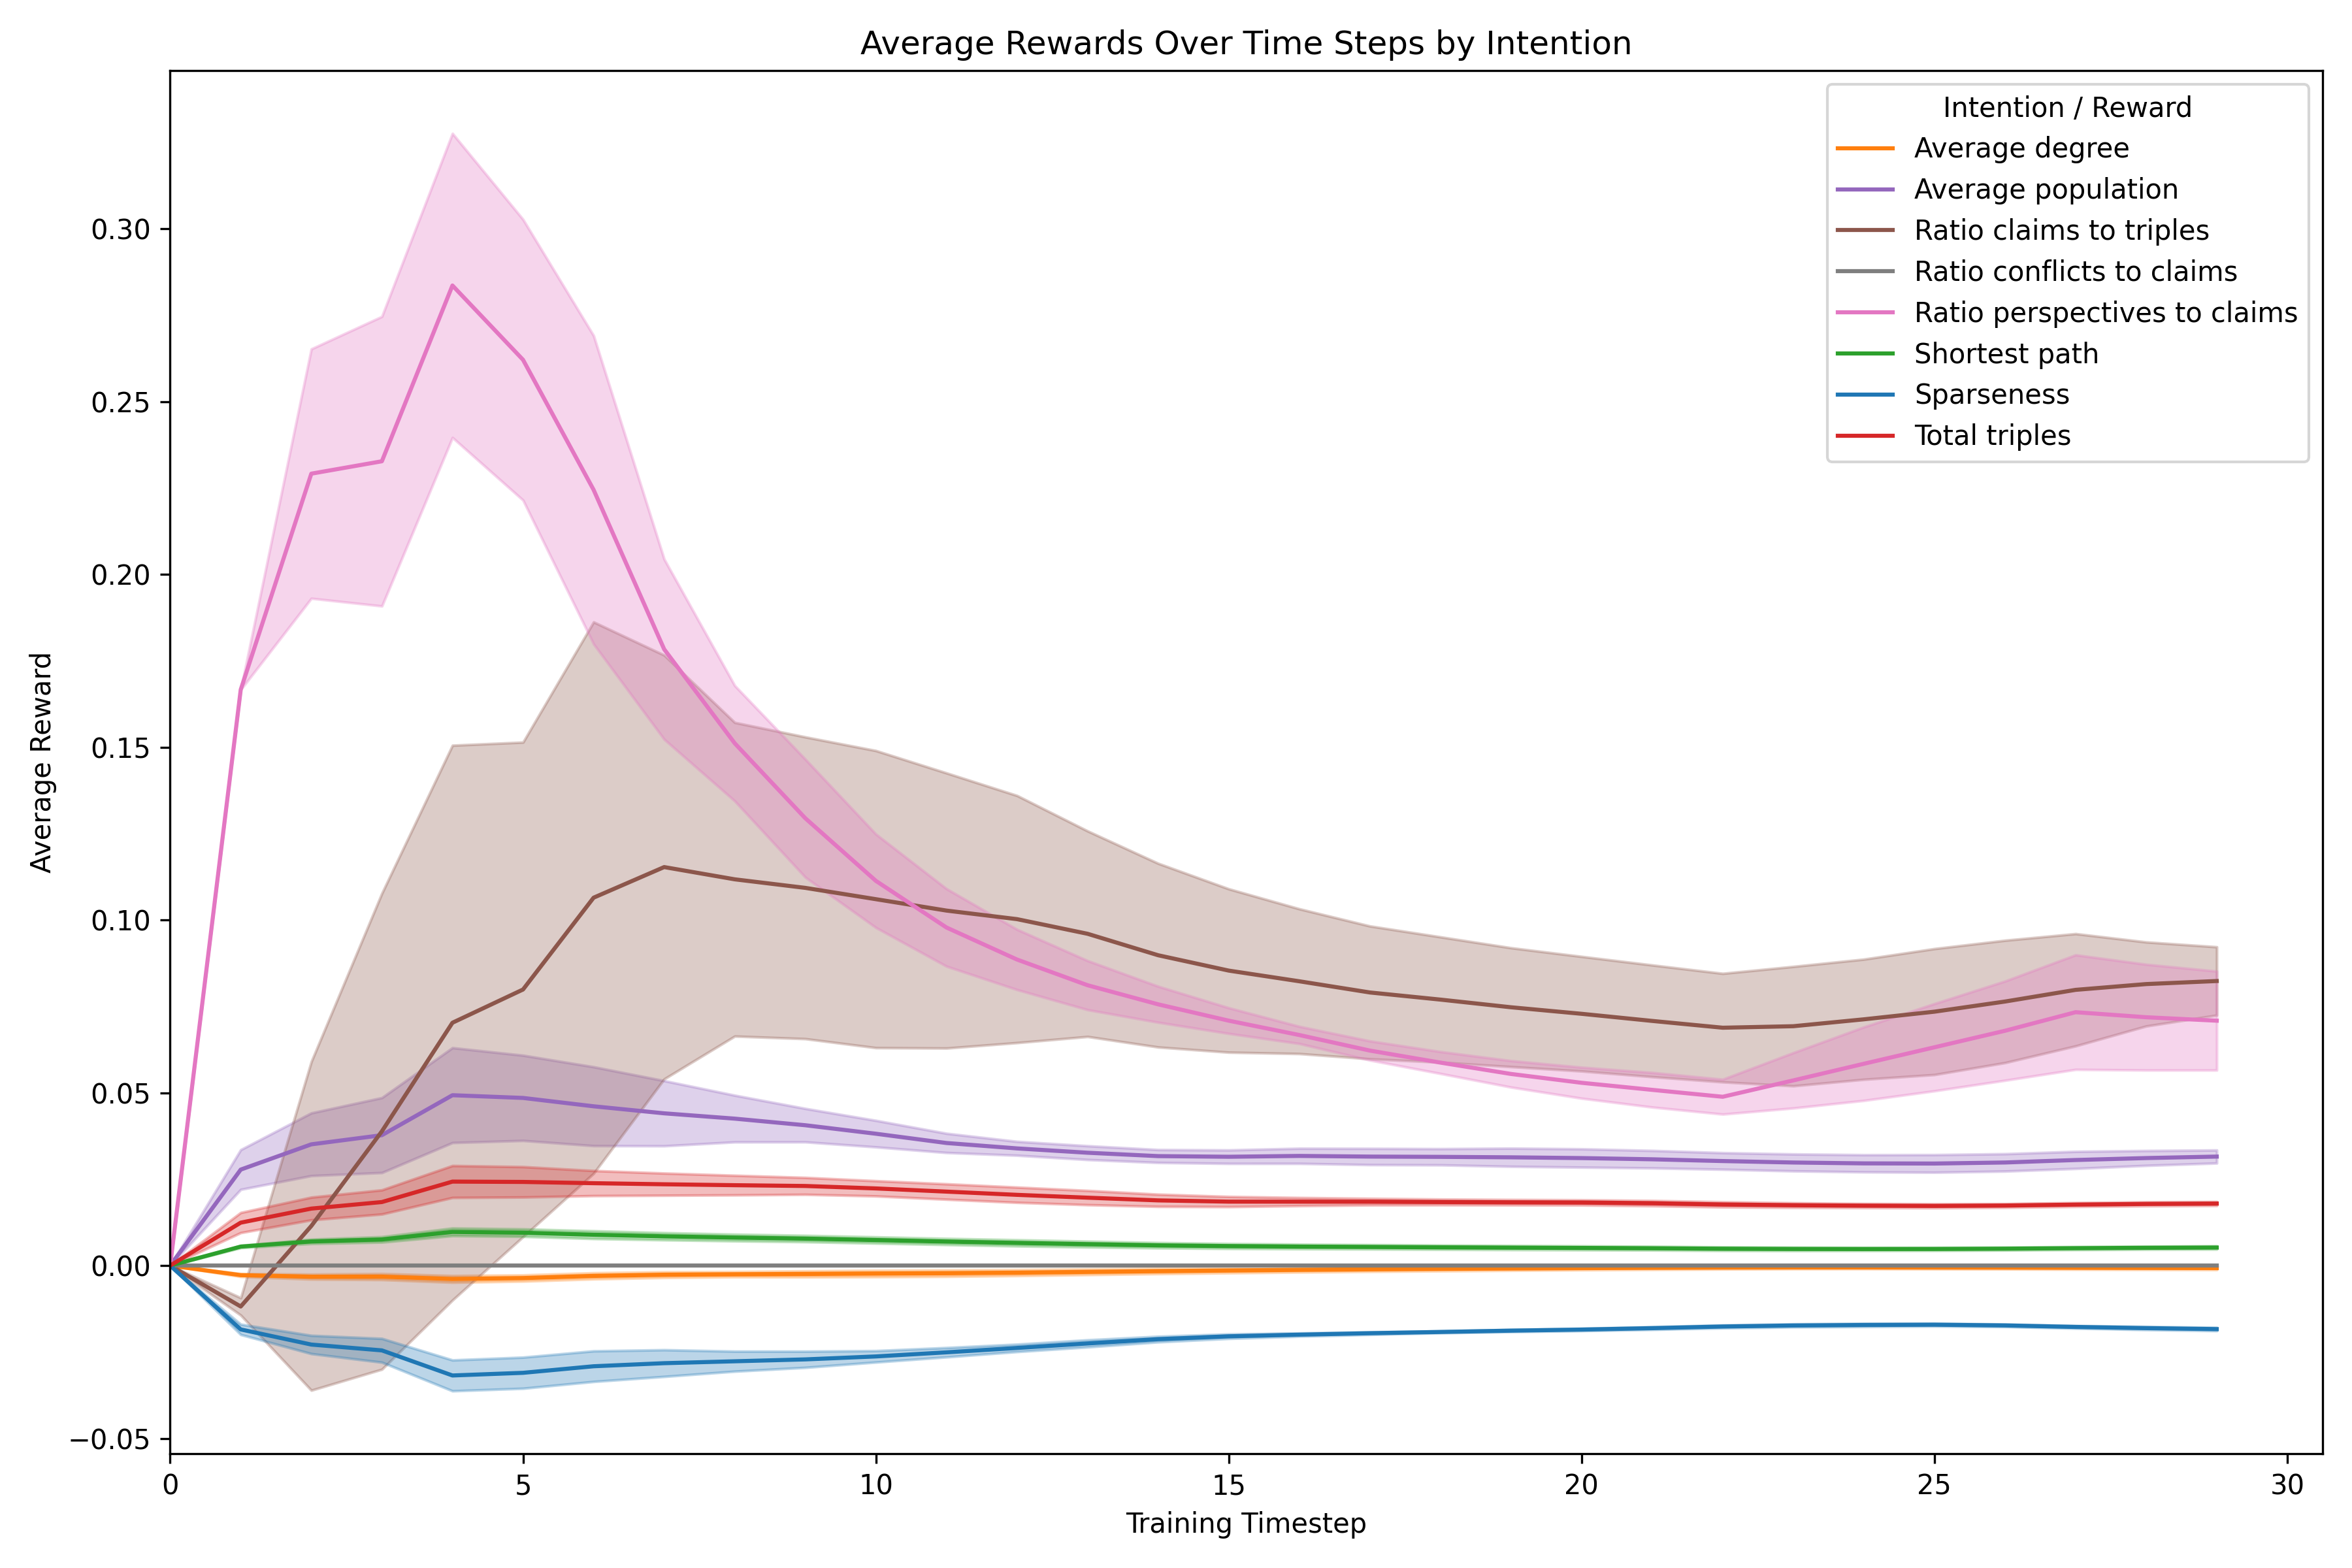 Average Rewards Over Time Steps by Intention
Intention / Reward
Average degree
Average population
Ratio claims to triples
Ratio conflicts to claims
Ratio perspectives to claims
Shortest path
Sparseness
Total triples
Average Reward
0.30
0.25
0.20
0.15
0.10
0.05
0.00
−0.05
0 5 10 15 20 25 30
Training Timestep